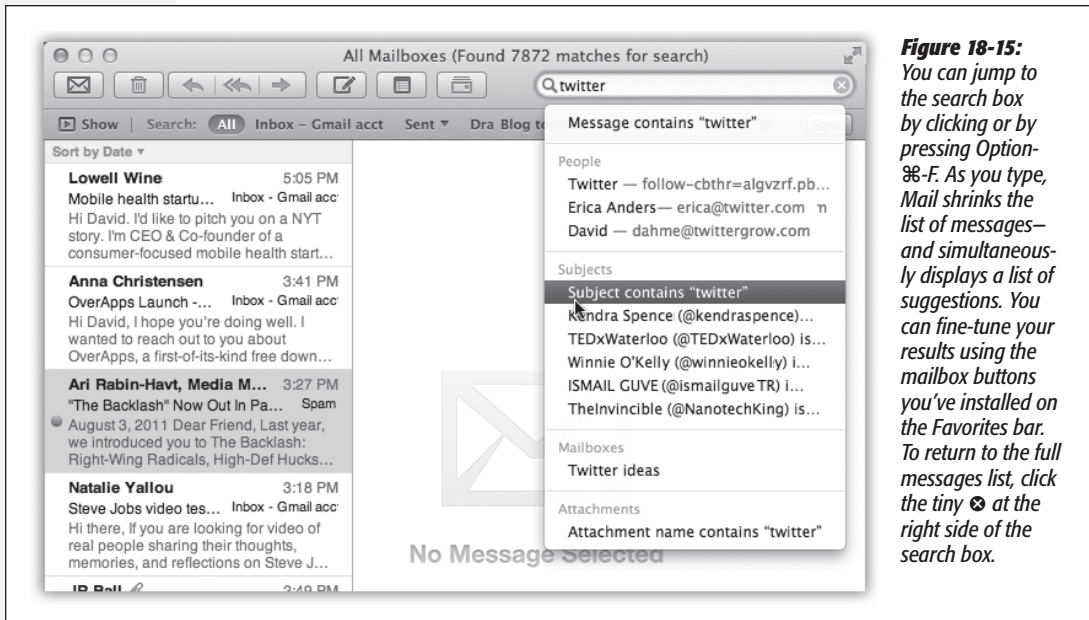 All Mailboxes (Found 7872 matches for search)
twitter
Show | Search: All Inbox – Gmail acct Sent ▾ Dra Blog to Save
Sort by Date ▾
Lowell Wine 5:05 PM
Mobile health startu... Inbox - Gmail acc
Hi David. I'd like to pitch you on a NYT
story. I'm CEO & Co-founder of a
consumer-focused mobile health start...
Anna Christensen 3:41 PM
OverApps Launch -... Inbox - Gmail acc
Hi David, I hope you're doing well. I
wanted to reach out to you about
OverApps, a first-of-its-kind free down...
Ari Rabin-Havt, Media M... 3:27 PM
"The Backlash" Now Out In Pa... Spam
August 3, 2011 Dear Friend, Last year,
we introduced you to The Backlash:
Right-Wing Radicals, High-Def Hucks...
Natalie Yallou 3:18 PM
Steve Jobs video tes... Inbox - Gmail acc
Hi there, If you are looking for video of
real people sharing their thoughts,
memories, and reflections on Steve J...
JP Ball 2:49 PM
No Message Selected
Message contains “twitter”
People
Twitter — follow-cbthr=algvzrf.pb...
Erica Anders— erica@twitter.com n
David — dahme@twittergrow.com
Subjects
Subject contains “twitter”
Kendra Spence (@kendraspence)...
TEDxWaterloo (@TEDxWaterloo) is...
Winnie O'Kelly (@winnieokelly) i...
ISMAIL GUVE (@ismailguveTR) i...
TheInvincible (@NanotechKing) is...
Mailboxes
Twitter ideas
Attachments
Attachment name contains “twitter”
Figure 18-15:
You can jump to
the search box
by clicking or by
pressing Option-
⌘-F. As you type,
Mail shrinks the
list of messages—
and simultaneous-
ly displays a list of
suggestions. You
can fine-tune your
results using the
mailbox buttons
you’ve installed on
the Favorites bar.
To return to the full
messages list, click
the tiny ⊗ at the
right side of the
search box.